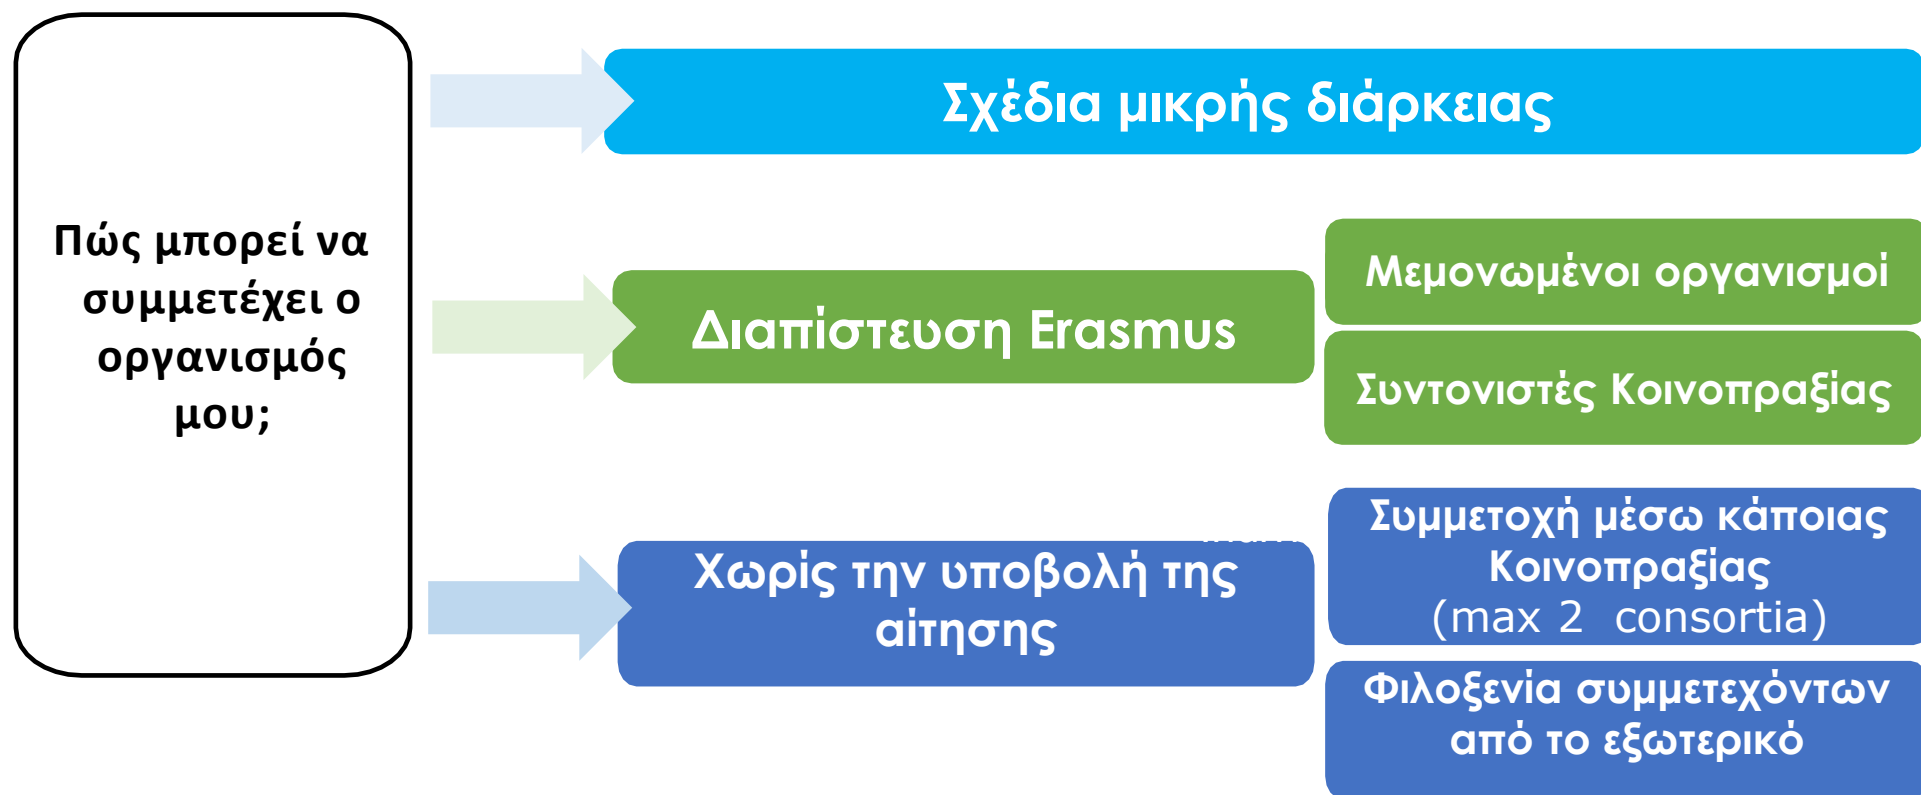 Πώς μπορεί να
συμμετέχει ο
οργανισμός
μου;
Σχέδια μικρής διάρκειας
Διαπίστευση Erasmus
Μεμονωμένοι οργανισμοί
Συντονιστές Κοινοπραξίας
Χωρίς την υποβολή της
αίτησης
Συμμετοχή μέσω κάποιας
Κοινοπραξίας
(max 2 consortia)
Φιλοξενία συμμετεχόντων
από το εξωτερικό